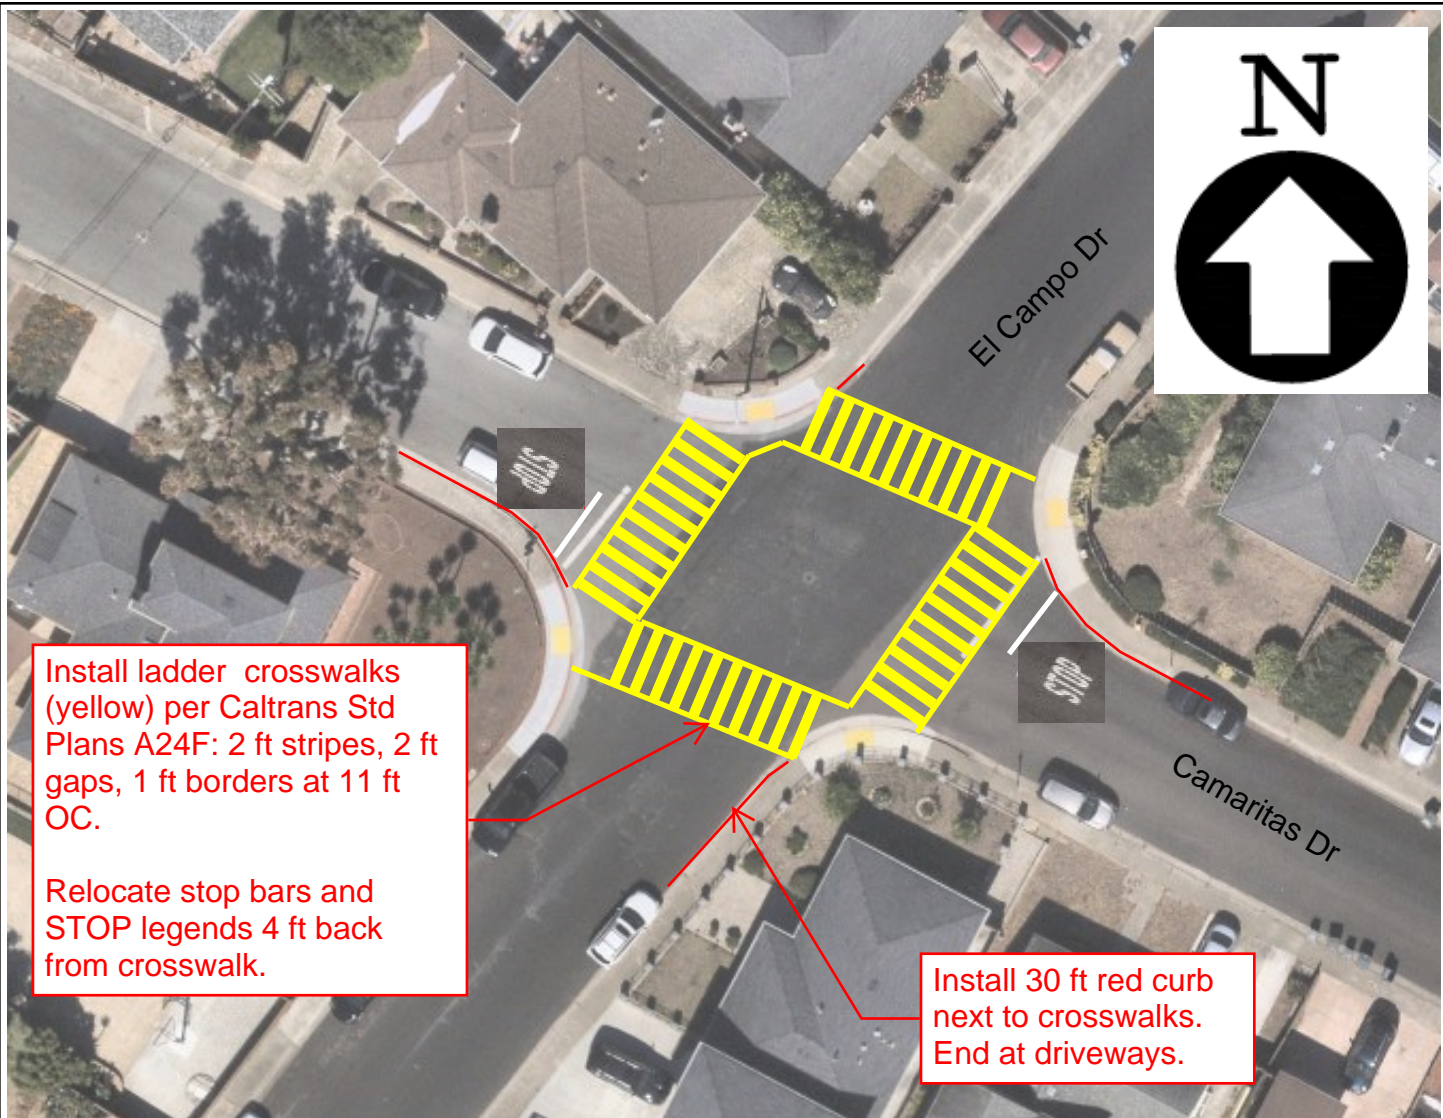 N
El Campo Dr
STOP
STOP
Camaritas Dr
Install ladder crosswalks
(yellow) per Caltrans Std
Plans A24F: 2 ft stripes, 2 ft
gaps, 1 ft borders at 11 ft
OC.
Relocate stop bars and
STOP legends 4 ft back
from crosswalk.
Install 30 ft red curb
next to crosswalks.
End at driveways.